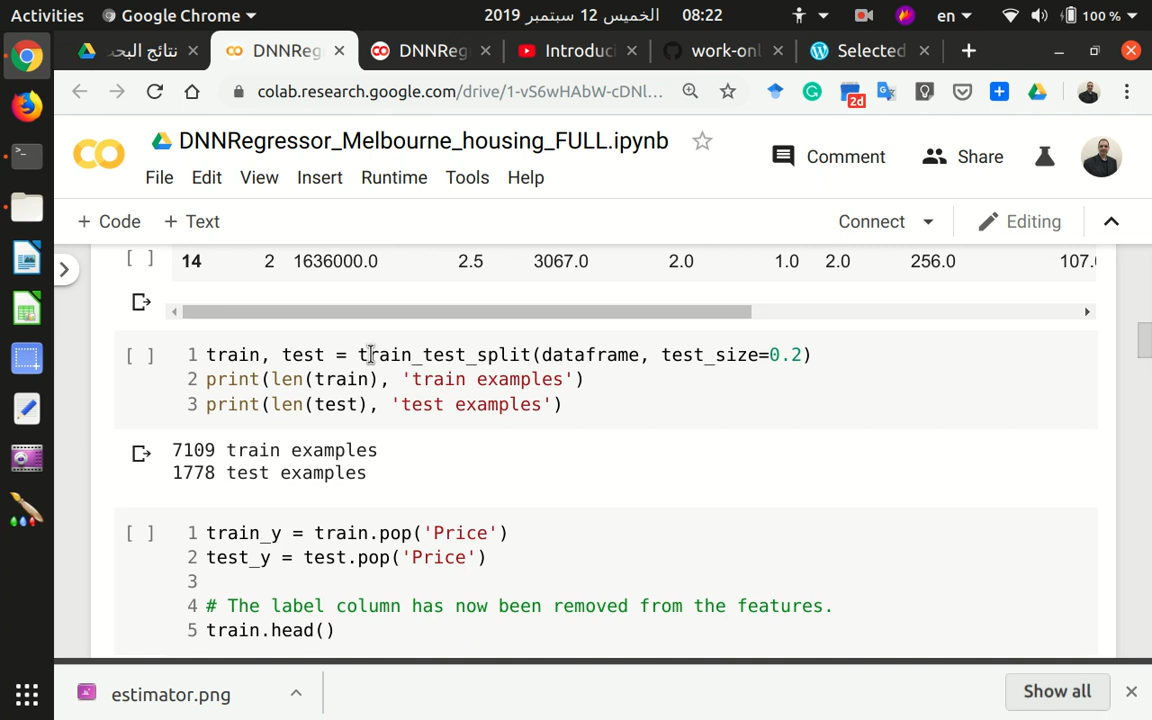 Activities Google Chrome الخميس 12 سبتمبر 2019 08:22 en 100 %
نتائج البحـ DNNReg DNNReg Introduc work-onl Selected
colab.research.google.com/drive/1-vS6wHAbW-cDNl... 2d
DNNRegressor_Melbourne_housing_FULL.ipynb Comment Share
File Edit View Insert Runtime Tools Help
+ Code + Text Connect Editing
[ ] 14 2 1636000.0 2.5 3067.0 2.0 1.0 2.0 256.0 107.
[ ] 1 train, test = train_test_split(dataframe, test_size=0.2)
2 print(len(train), 'train examples')
3 print(len(test), 'test examples')
7109 train examples
1778 test examples
[ ] 1 train_y = train.pop('Price')
2 test_y = test.pop('Price')
3
4 # The label column has now been removed from the features.
5 train.head()
estimator.png Show all